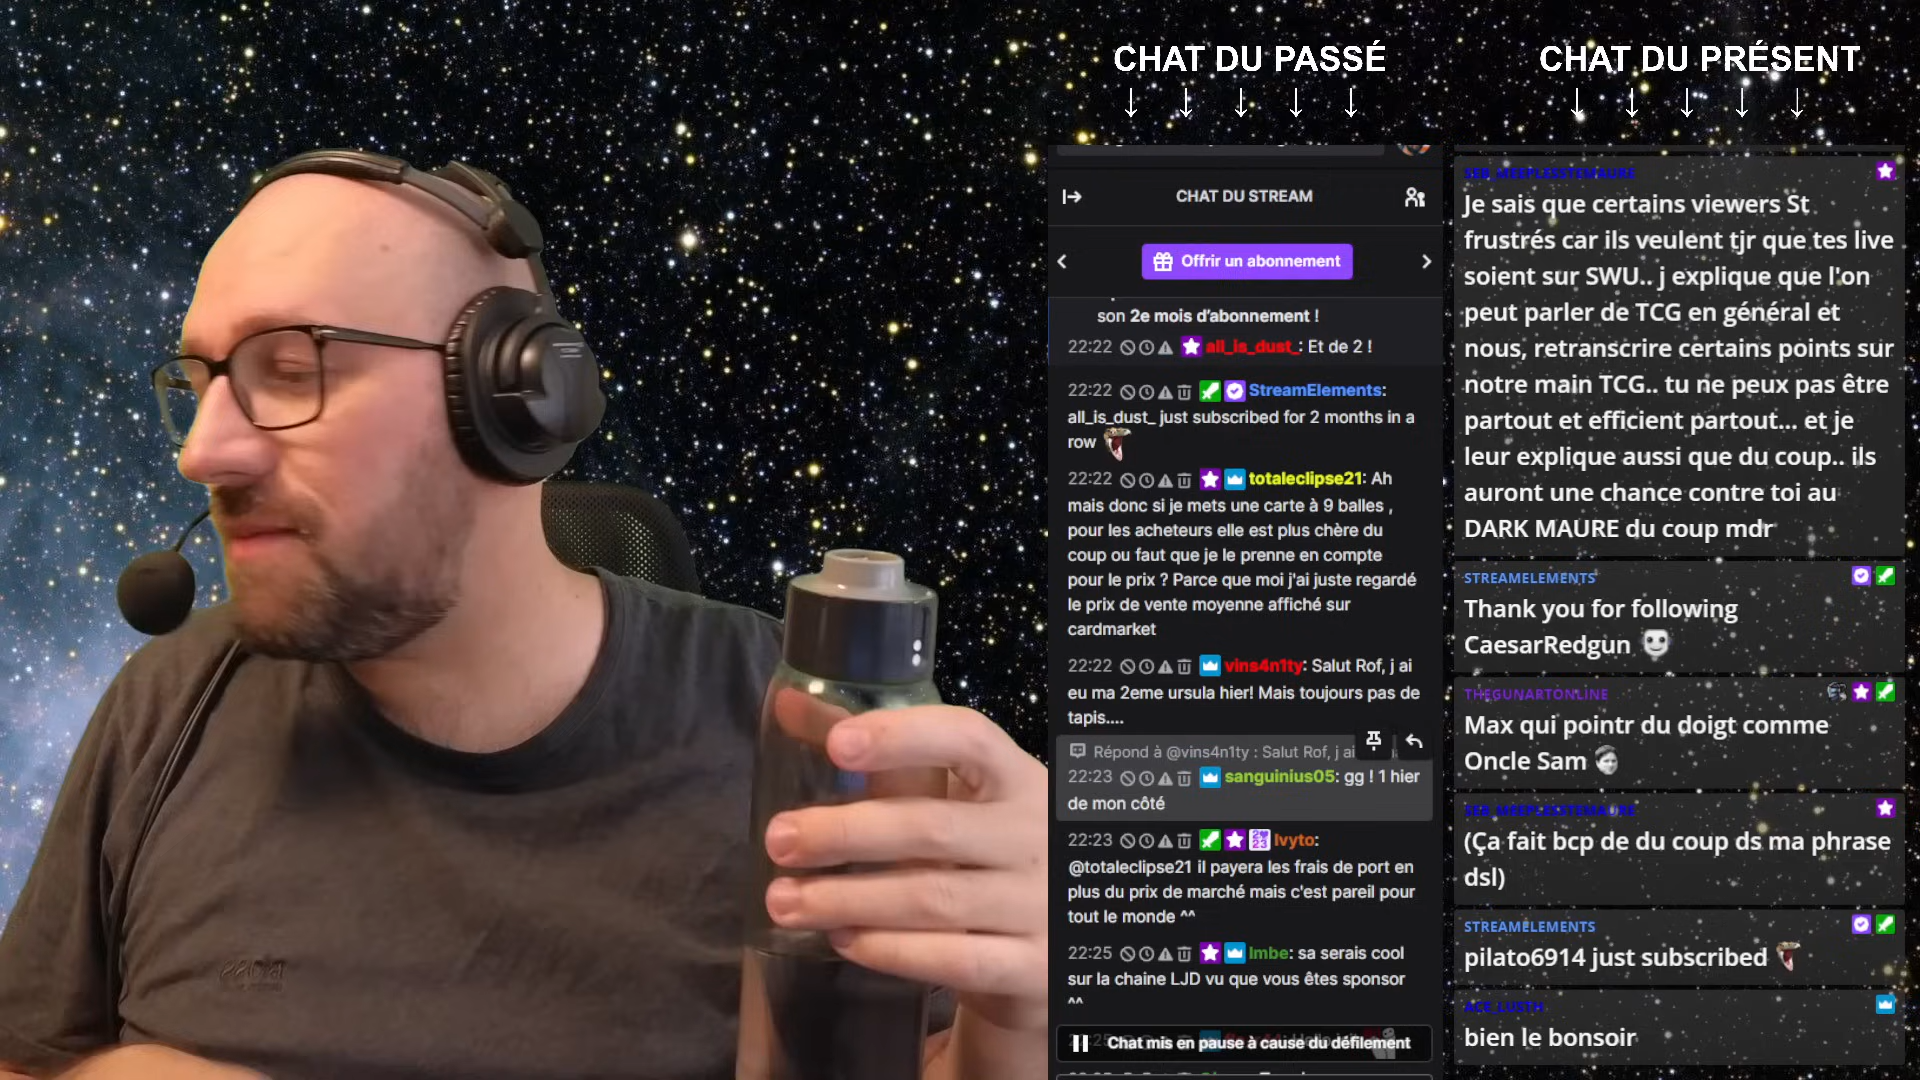 CHAT DU PASSÉ
CHAT DU STREAM
Offrir un abonnement
son 2e mois d'abonnement !
22:22 all_is_dust_: Et de 2 !
22:22 StreamElements:
all_is_dust_ just subscribed for 2 months in a
row
22:22 totaleclipse21: Ah
mais donc si je mets une carte à 9 balles ,
pour les acheteurs elle est plus chère du
coup ou faut que je le prenne en compte
pour le prix ? Parce que moi j'ai juste regardé
le prix de vente moyenne affiché sur
cardmarket
22:22 vins4n1ty: Salut Rof, j ai
eu ma 2eme ursula hier! Mais toujours pas de
tapis....
Répond à @vins4n1ty : Salut Rof, j ai
22:23 sanguinius05: gg ! 1 hier
de mon côté
22:23 Ivyto:
@totaleclipse21 il payera les frais de port en
plus du prix de marché mais c'est pareil pour
tout le monde ^^
22:25 Imbe: sa serais cool
sur la chaine LJD vu que vous êtes sponsor
^^
Chat mis en pause à cause du défilement
CHAT DU PRÉSENT
SEB_MEEPLESSTEMAURE
Je sais que certains viewers St
frustrés car ils veulent tjr que tes live
soient sur SWU.. j explique que l'on
peut parler de TCG en général et
nous, retranscrire certains points sur
notre main TCG.. tu ne peux pas être
partout et efficient partout... et je
leur explique aussi que du coup.. ils
auront une chance contre toi au
DARK MAURE du coup mdr
STREAMELEMENTS
Thank you for following
CaesarRedgun
THEGUNARTONLINE
Max qui pointr du doigt comme
Oncle Sam
SEB_MEEPLESSTEMAURE
(Ça fait bcp de du coup ds ma phrase
dsl)
STREAMELEMENTS
pilato6914 just subscribed
ACE_LUSTH
bien le bonsoir